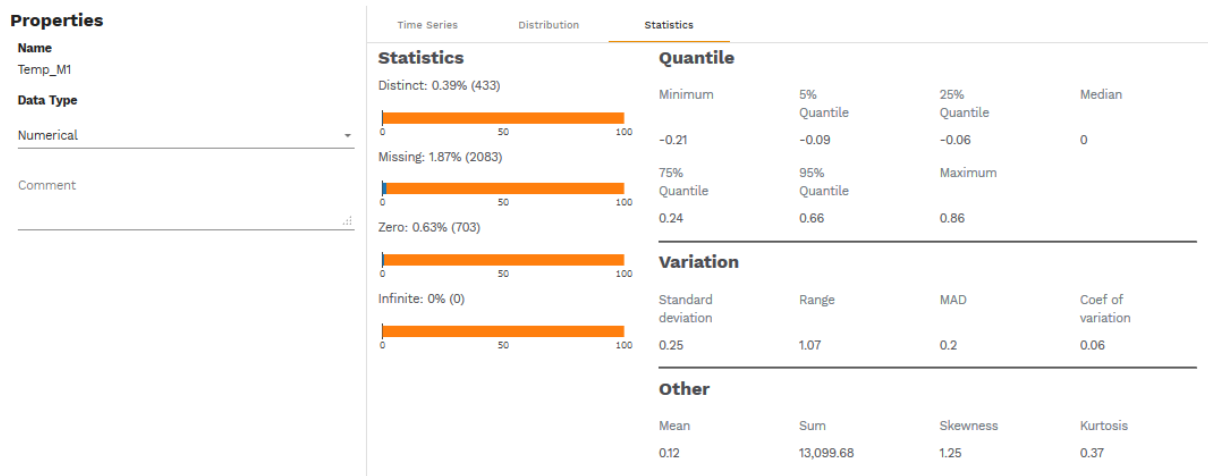 Properties
Name
Temp_M1
Data Type
Numerical
Comment
Time Series Distribution Statistics
Statistics
Distinct: 0.39% (433)
0 50 100
Missing: 1.87% (2083)
0 50 100
Zero: 0.63% (703)
0 50 100
Infinite: 0% (0)
0 50 100
Quantile
Minimum 5% 25% Median
Quantile Quantile
-0.21 -0.09 -0.06 0
75% 95% Maximum
Quantile Quantile
0.24 0.66 0.86
Variation
Standard Range MAD Coef of
deviation variation
0.25 1.07 0.2 0.06
Other
Mean Sum Skewness Kurtosis
0.12 13,099.68 1.25 0.37